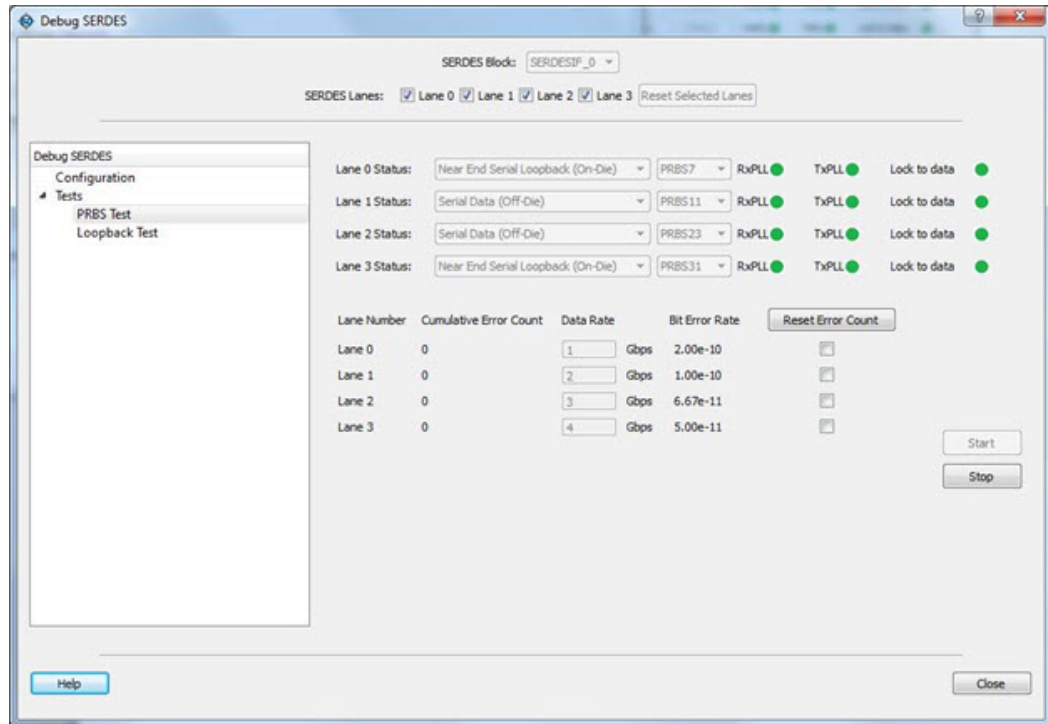 Debug SERDES
SERDES Block: SERDESIF_0
SERDES Lanes: Lane 0 Lane 1 Lane 2 Lane 3 Reset Selected Lanes
Debug SERDES
Configuration
Tests
PRBS Test
Loopback Test
Lane 0 Status: Near End Serial Loopback (On-Die) PRBS7 RxPLL TxPLL Lock to data
Lane 1 Status: Serial Data (Off-Die) PRBS11 RxPLL TxPLL Lock to data
Lane 2 Status: Serial Data (Off-Die) PRBS23 RxPLL TxPLL Lock to data
Lane 3 Status: Near End Serial Loopback (On-Die) PRBS31 RxPLL TxPLL Lock to data
Lane Number Cumulative Error Count Data Rate Bit Error Rate Reset Error Count
Lane 0 0 1 Gbps 2.00e-10
Lane 1 0 2 Gbps 1.00e-10
Lane 2 0 3 Gbps 6.67e-11
Lane 3 0 4 Gbps 5.00e-11
Start
Stop
Help
Close